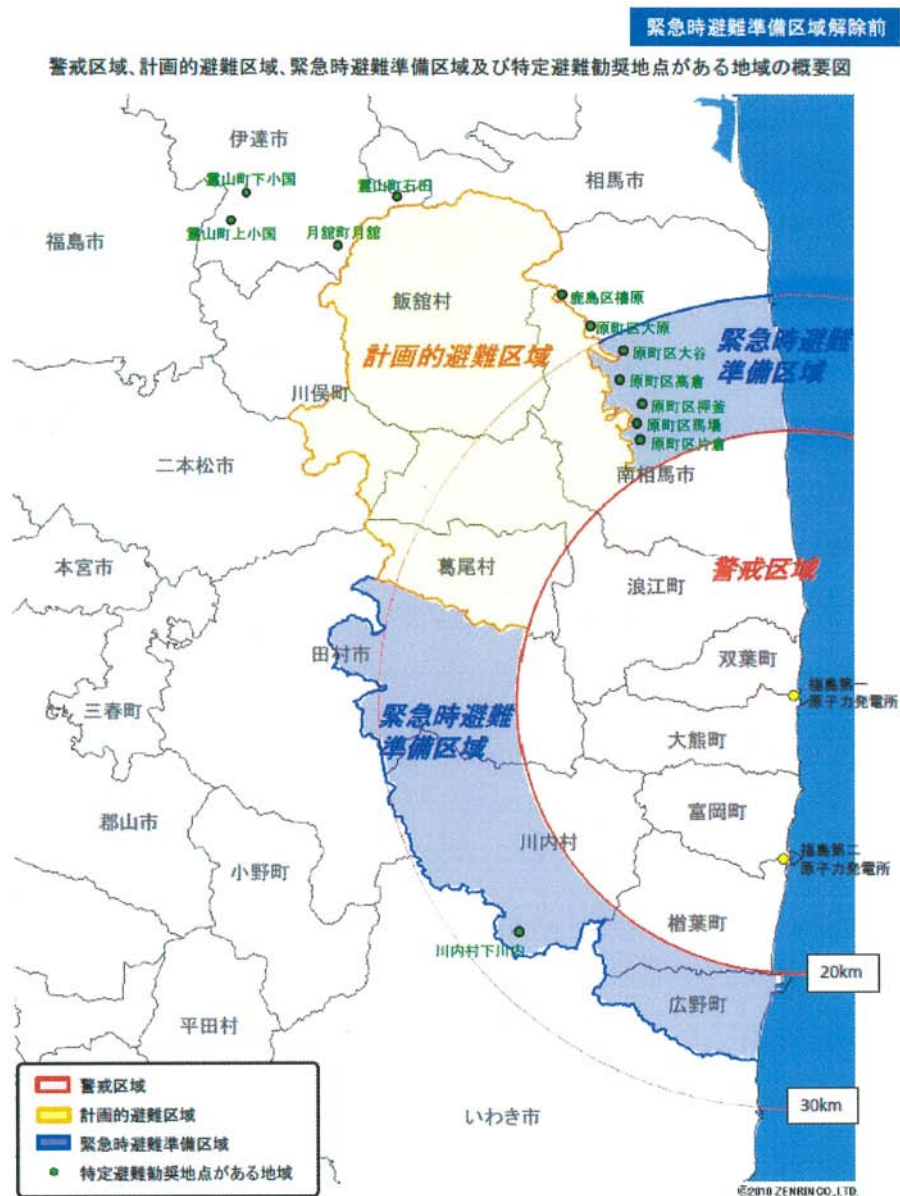 緊急時避難準備区域解除前
警戒区域、計画的避難区域、緊急時避難準備区域及び特定避難勧奨地点がある地域の概要図
伊達市
霊山町下小国
霊山町石田
相馬市
霊山町上小国
月舘町月舘
福島市
飯舘村
鹿島区橲原
計画的避難区域
原町区大原
緊急時避難
準備区域
原町区大谷
原町区高倉
川俣町
原町区押釜
原町区馬場
原町区片倉
二本松市
南相馬市
本宮市
葛尾村
浪江町
警戒区域
田村市
双葉町
福島第一
原子力発電所
三春町
緊急時避難
準備区域
大熊町
富岡町
郡山市
川内村
福島第二
原子力発電所
小野町
楢葉町
川内村下川内
20km
広野町
平田村
30km
いわき市
警戒区域
計画的避難区域
緊急時避難準備区域
特定避難勧奨地点がある地域
©2010 ZENRIN CO.,LTD.